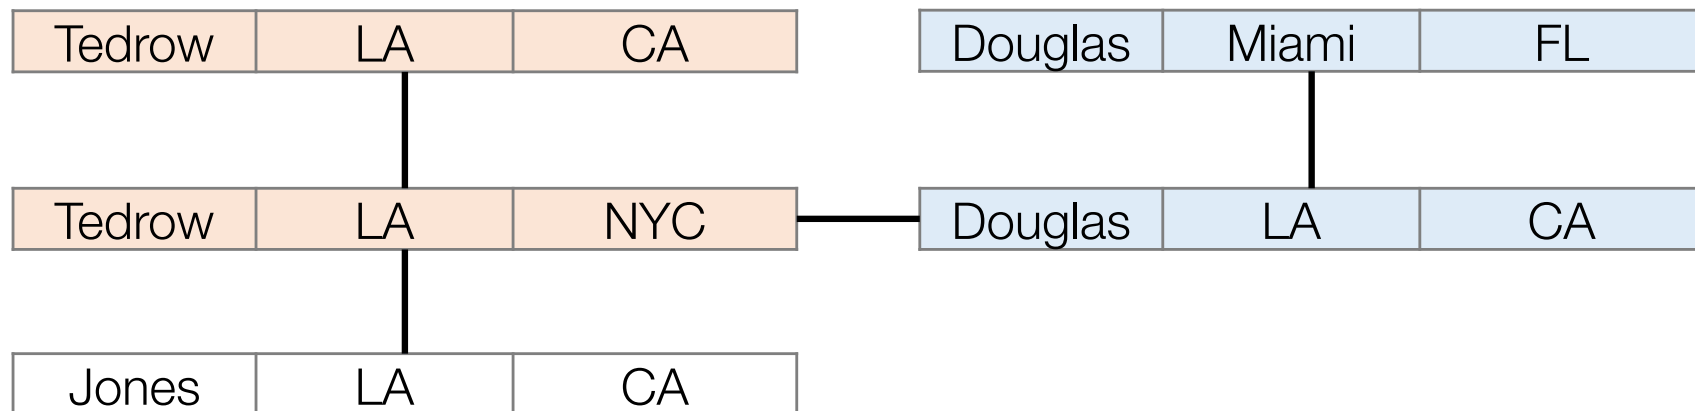 Tedrow LA CA Douglas Miami FL
Tedrow LA NYC Douglas LA CA
Jones LA CA